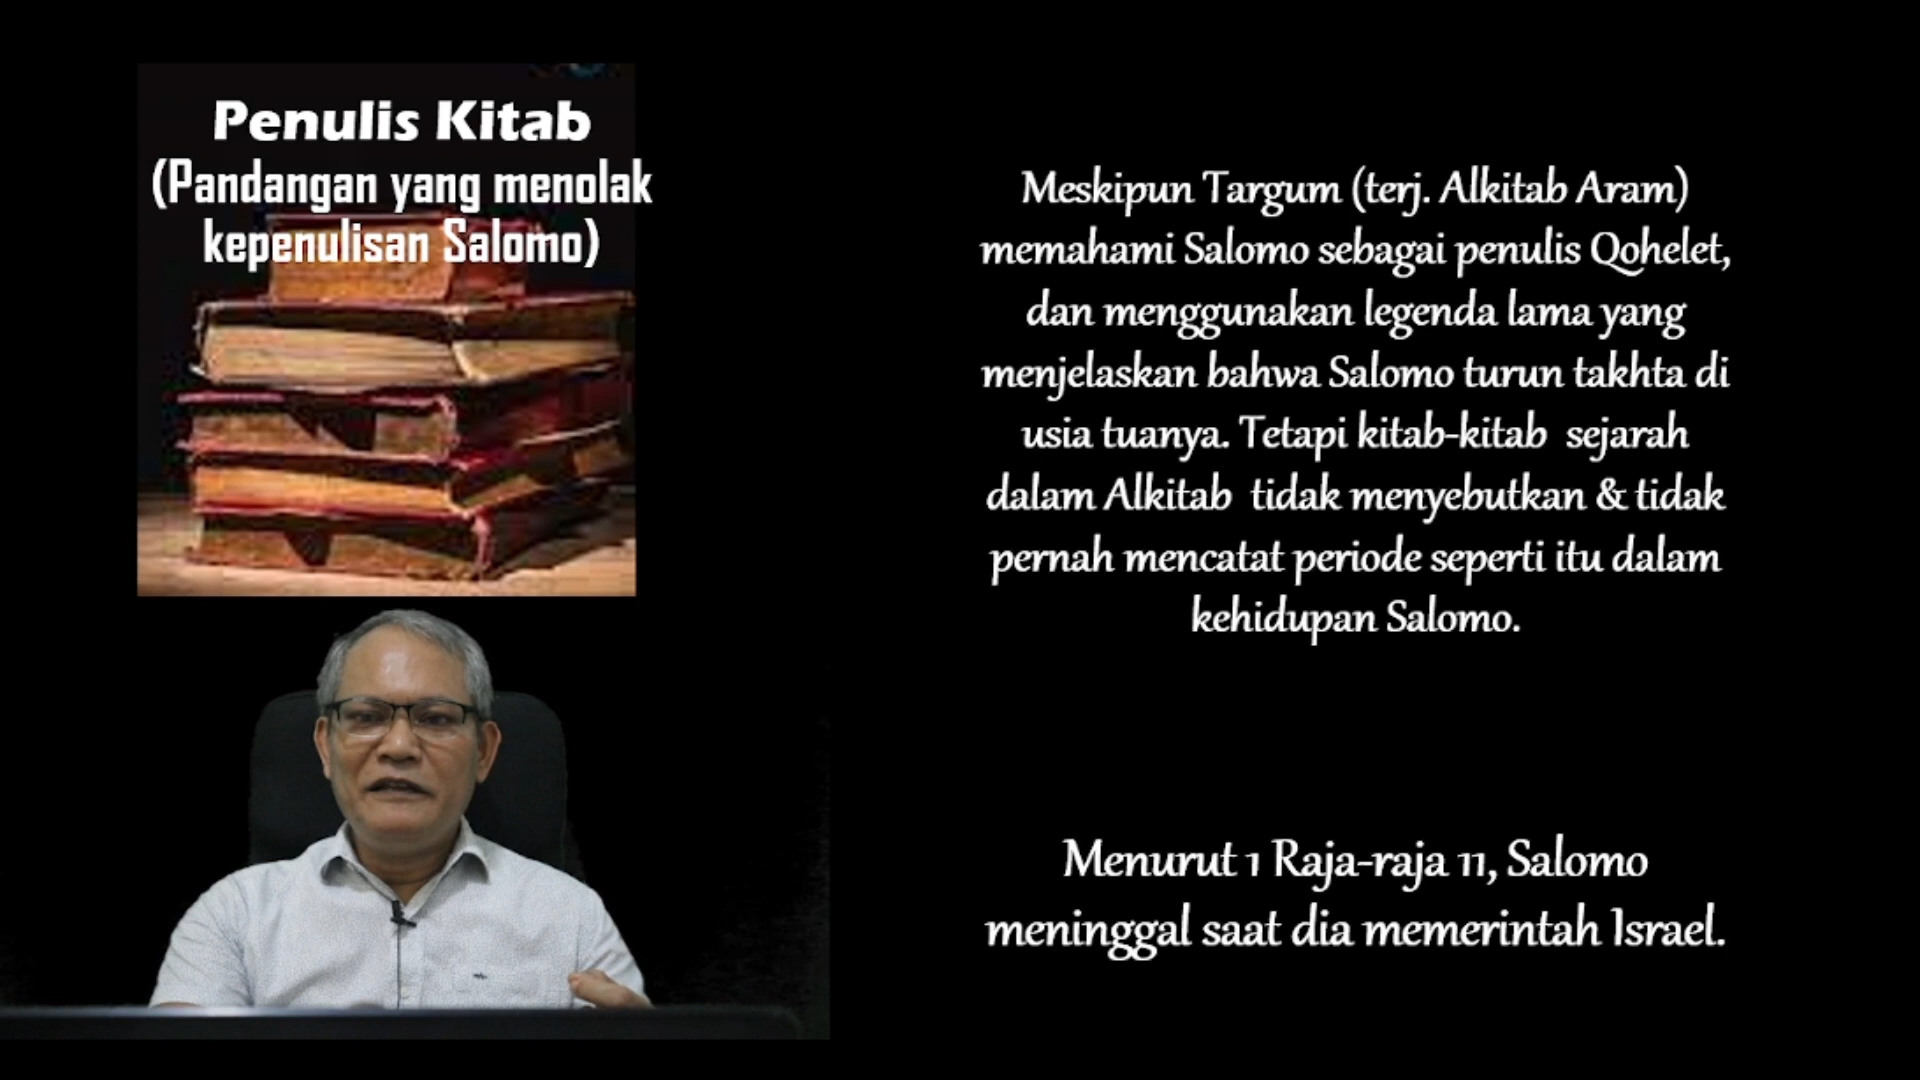 Penulis Kitab
(Pandangan yang menolak
kepenulisan Salomo)
Meskipun Targum (terj. Alkitab Aram)
memahami Salomo sebagai penulis Qohelet,
dan menggunakan legenda lama yang
menjelaskan bahwa Salomo turun takhta di
usia tuanya. Tetapi kitab-kitab sejarah
dalam Alkitab tidak menyebutkan & tidak
pernah mencatat periode seperti itu dalam
kehidupan Salomo.
Menurut 1 Raja-raja 11, Salomo
meninggal saat dia memerintah Israel.